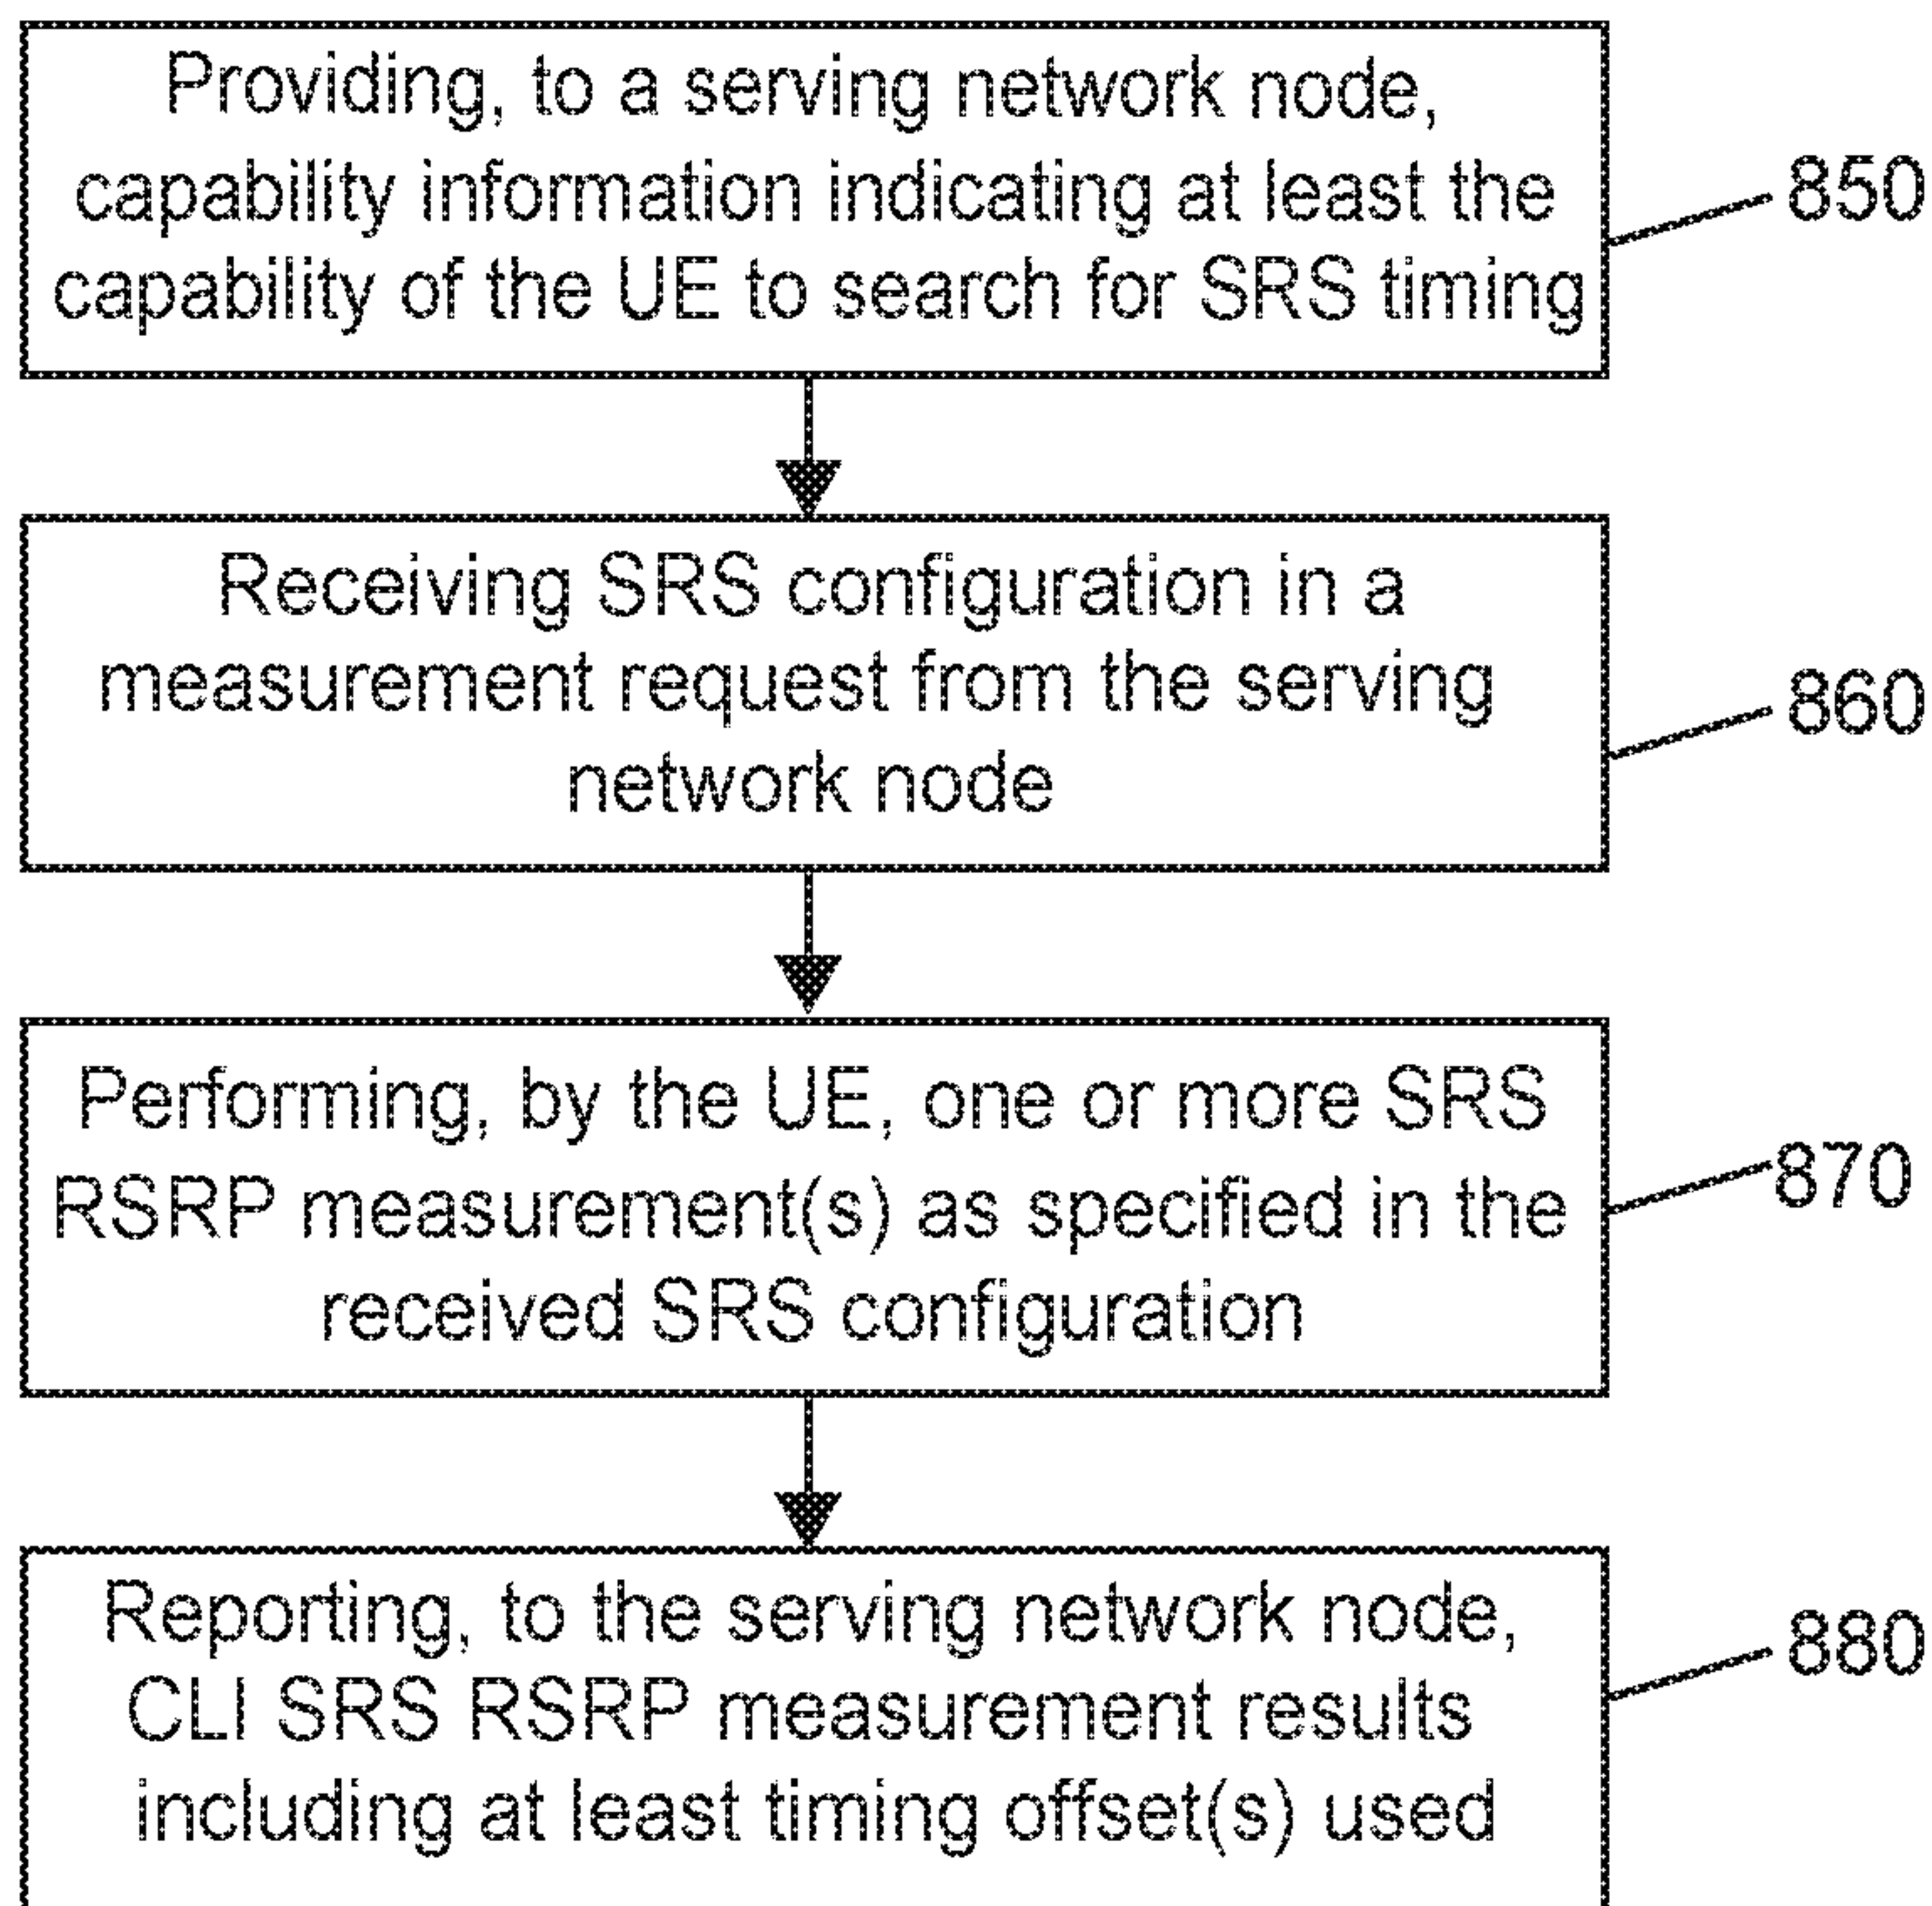 Providing, to a serving network node,
capability information indicating at least the
capability of the UE to search for SRS timing
850
Receiving SRS configuration in a
measurement request from the serving
network node
860
Performing, by the UE, one or more SRS
RSRP measurement(s) as specified in the
received SRS configuration
870
Reporting, to the serving network node,
CLI SRS RSRP measurement results
including at least timing offset(s) used
880